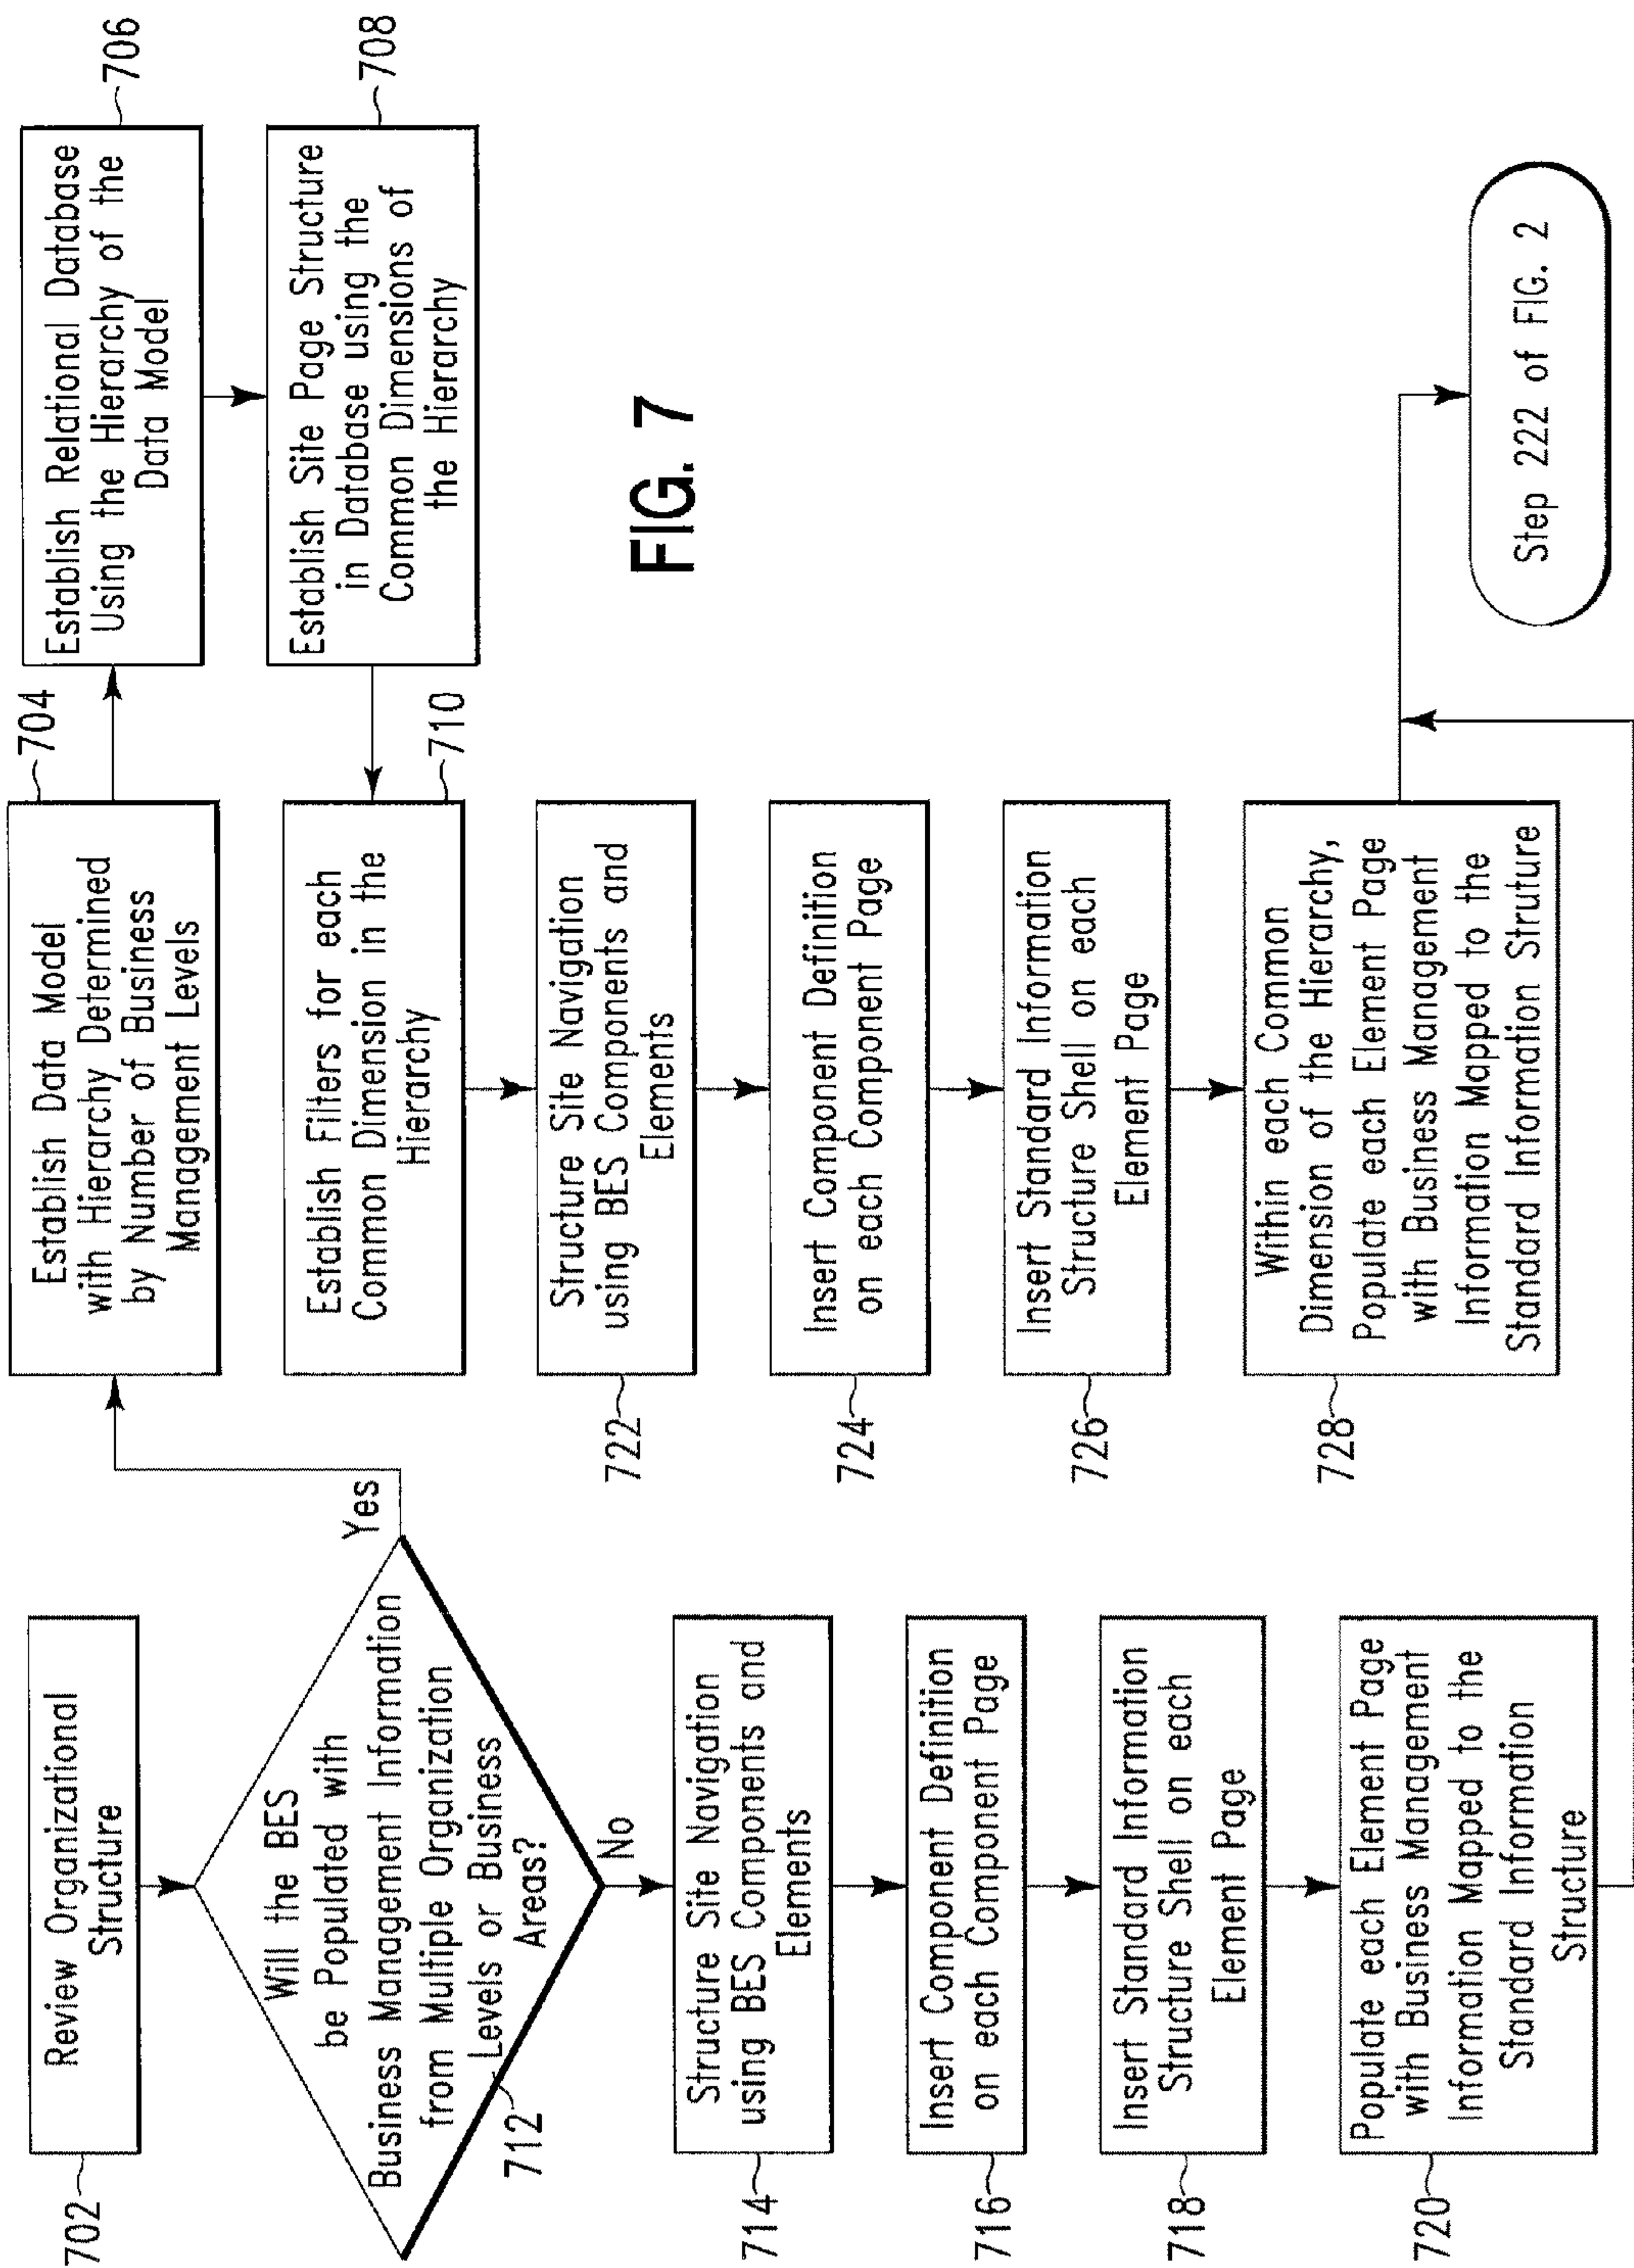 702
Review Organizational
Structure
Will the BES
be Populated with
Business Management Information
from Multiple Organization
Levels or Business
Areas?
712
Yes
No
714
Structure Site Navigation
using BES Components and
Elements
716
Insert Component Definition
on each Component Page
718
Insert Standard Information
Structure Shell on each
Element Page
720
Populate each Element Page
with Business Management
Information Mapped to the
Standard Information
Structure
704
Establish Data Model
with Hierarchy Determined
by Number of Business
Management Levels
706
Establish Relational Database
Using the Hierarchy of the
Data Model
708
Establish Site Page Structure
in Database using the
Common Dimensions of
the Hierarchy
710
Establish Filters for each
Common Dimension in the
Hierarchy
722
Structure Site Navigation
using BES Components and
Elements
724
Insert Component Definition
on each Component Page
726
Insert Standard Information
Structure Shell on each
Element Page
728
Within each Common
Dimension of the Hierarchy,
Populate each Element Page
with Business Management
Information Mapped to the
Standard Information Struture
Step 222 of FIG. 2
FIG. 7